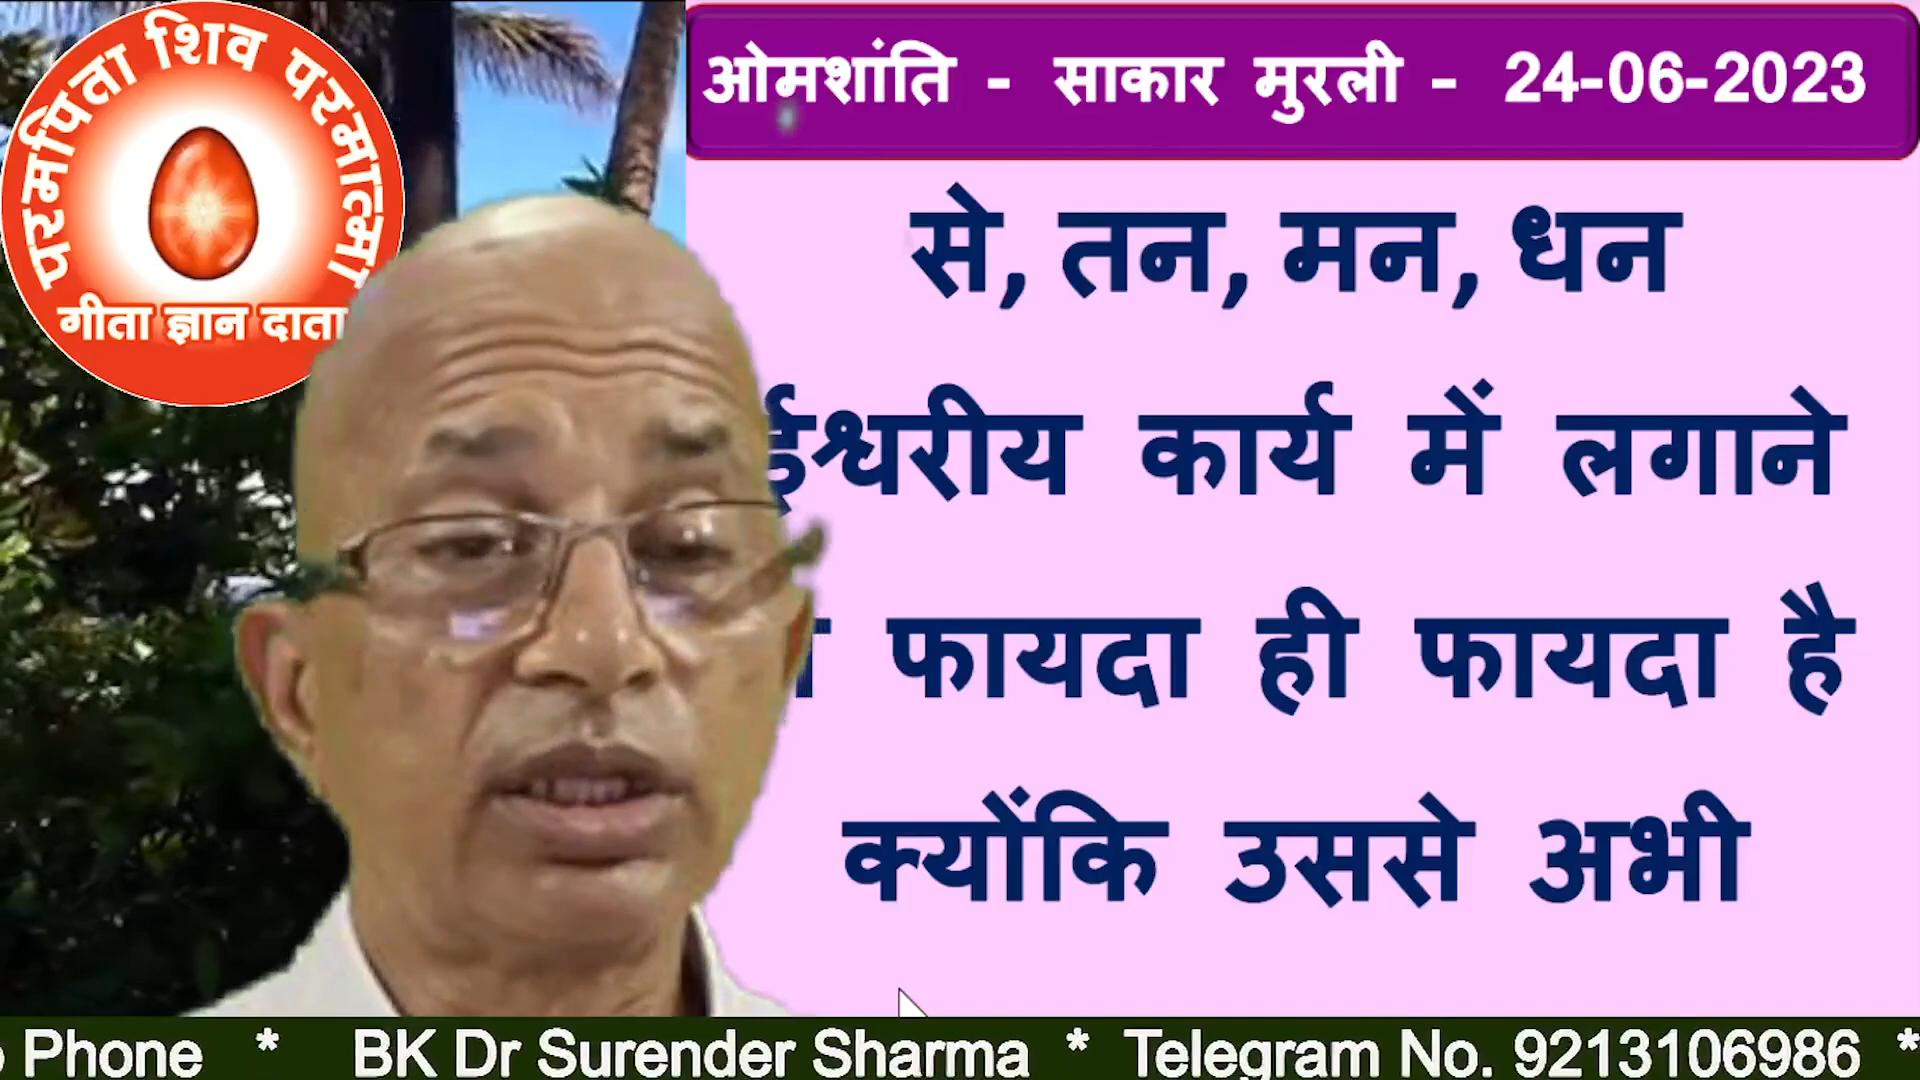 परमपिता शिव परमात्मा
गीता ज्ञान दाता
ओमशांति - साकार मुरली - 24-06-2023
से, तन, मन, धन
ईश्वरीय कार्य में लगाने
फायदा ही फायदा है
क्योंकि उससे अभी
Phone * BK Dr Surender Sharma * Telegram No. 9213106986 *